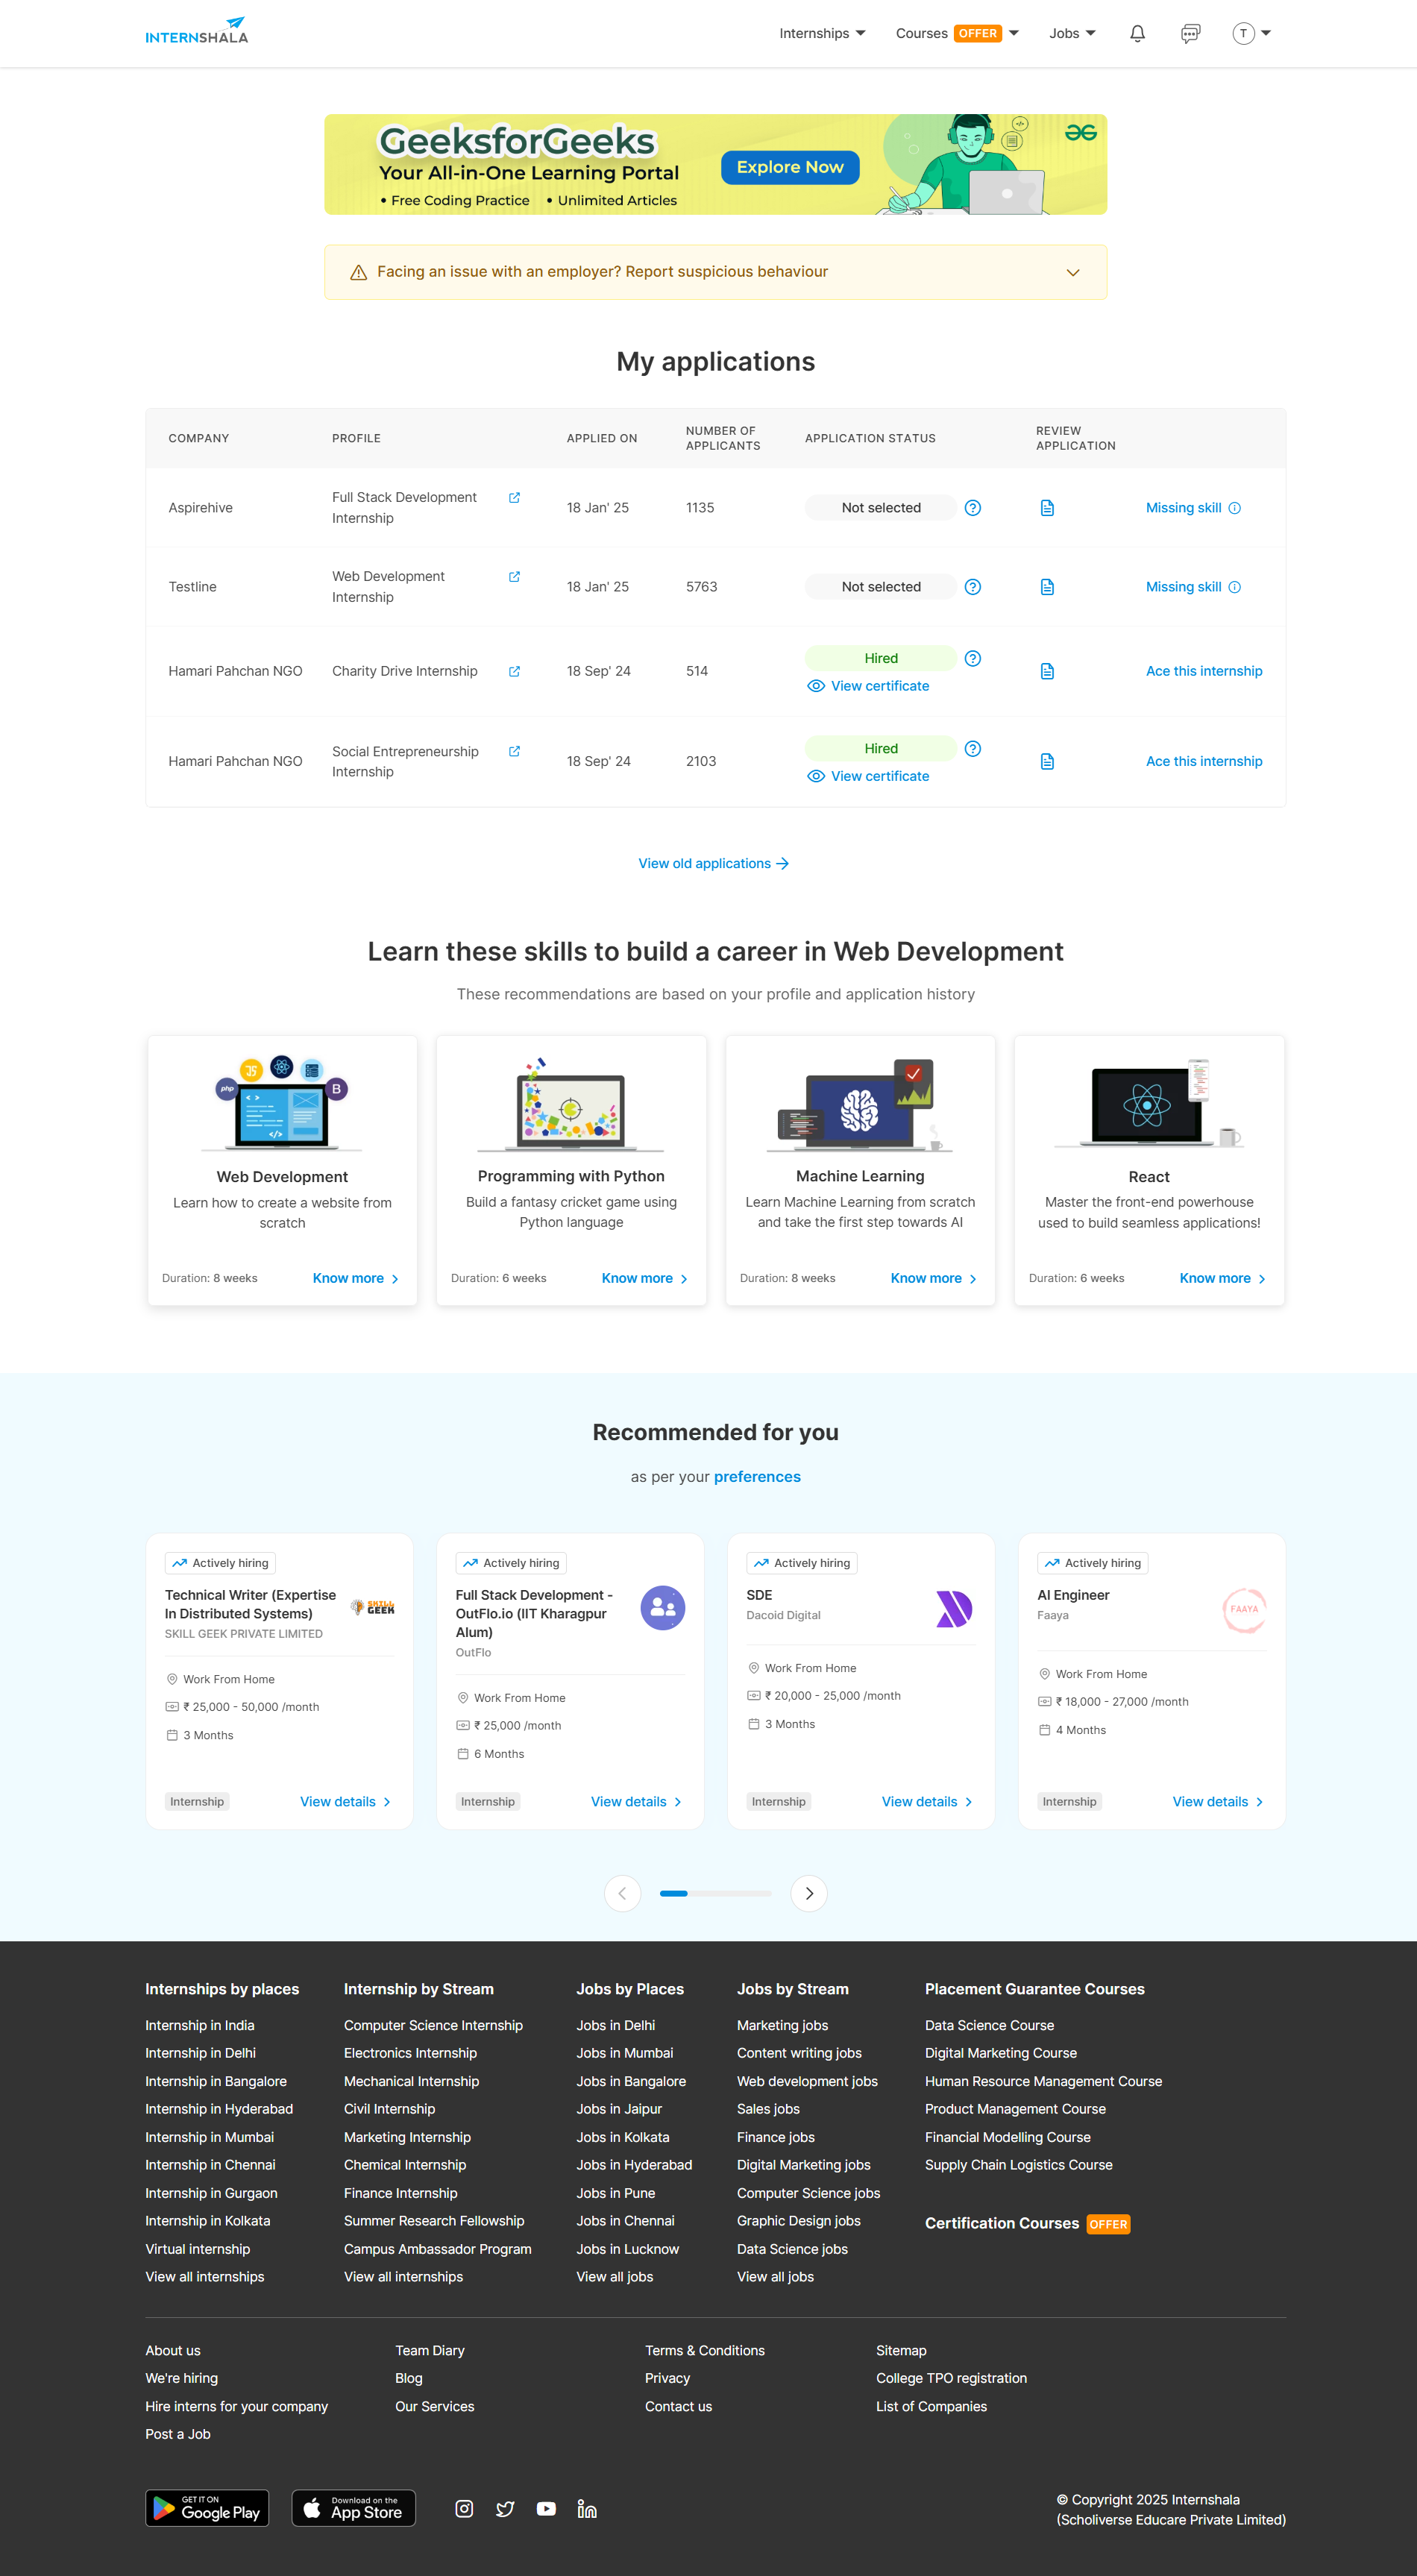 INTERNSHALA
Internships
Courses OFFER
Jobs
T
GeeksforGeeks
Your All-in-One Learning Portal
• Free Coding Practice • Unlimited Articles
Explore Now
Facing an issue with an employer? Report suspicious behaviour
My applications
COMPANY PROFILE APPLIED ON NUMBER OF APPLICANTS APPLICATION STATUS REVIEW APPLICATION
Aspirehive
Full Stack Development
Internship
18 Jan' 25
1135
Not selected
Missing skill
Testline
Web Development
Internship
18 Jan' 25
5763
Not selected
Missing skill
Hamari Pahchan NGO
Charity Drive Internship
18 Sep' 24
514
Hired
View certificate
Ace this internship
Hamari Pahchan NGO
Social Entrepreneurship
Internship
18 Sep' 24
2103
Hired
View certificate
Ace this internship
View old applications
Learn these skills to build a career in Web Development
These recommendations are based on your profile and application history
php
JS
B
Web Development
Learn how to create a website from
scratch
Duration: 8 weeks
Know more
Programming with Python
Build a fantasy cricket game using
Python language
Duration: 6 weeks
Know more
Machine Learning
Learn Machine Learning from scratch
and take the first step towards AI
Duration: 8 weeks
Know more
React
Master the front-end powerhouse
used to build seamless applications!
Duration: 6 weeks
Know more
Recommended for you
as per your preferences
Actively hiring
Technical Writer (Expertise
In Distributed Systems)
SKILL GEEK PRIVATE LIMITED
SKILL
GEEK
Work From Home
₹ 25,000 - 50,000 /month
3 Months
Internship
View details
Actively hiring
Full Stack Development -
OutFlo.io (IIT Kharagpur
Alum)
OutFlo
Work From Home
₹ 25,000 /month
6 Months
Internship
View details
Actively hiring
SDE
Dacoid Digital
Work From Home
₹ 20,000 - 25,000 /month
3 Months
Internship
View details
Actively hiring
AI Engineer
Faaya
FAAYA
Work From Home
₹ 18,000 - 27,000 /month
4 Months
Internship
View details
Internships by places
Internship in India
Internship in Delhi
Internship in Bangalore
Internship in Hyderabad
Internship in Mumbai
Internship in Chennai
Internship in Gurgaon
Internship in Kolkata
Virtual internship
View all internships
Internship by Stream
Computer Science Internship
Electronics Internship
Mechanical Internship
Civil Internship
Marketing Internship
Chemical Internship
Finance Internship
Summer Research Fellowship
Campus Ambassador Program
View all internships
Jobs by Places
Jobs in Delhi
Jobs in Mumbai
Jobs in Bangalore
Jobs in Jaipur
Jobs in Kolkata
Jobs in Hyderabad
Jobs in Pune
Jobs in Chennai
Jobs in Lucknow
View all jobs
Jobs by Stream
Marketing jobs
Content writing jobs
Web development jobs
Sales jobs
Finance jobs
Digital Marketing jobs
Computer Science jobs
Graphic Design jobs
Data Science jobs
View all jobs
Placement Guarantee Courses
Data Science Course
Digital Marketing Course
Human Resource Management Course
Product Management Course
Financial Modelling Course
Supply Chain Logistics Course
Certification Courses OFFER
About us
We're hiring
Hire interns for your company
Post a Job
Team Diary
Blog
Our Services
Terms & Conditions
Privacy
Contact us
Sitemap
College TPO registration
List of Companies
GET IT ON
Google Play
Download on the
App Store
© Copyright 2025 Internshala
(Scholiverse Educare Private Limited)